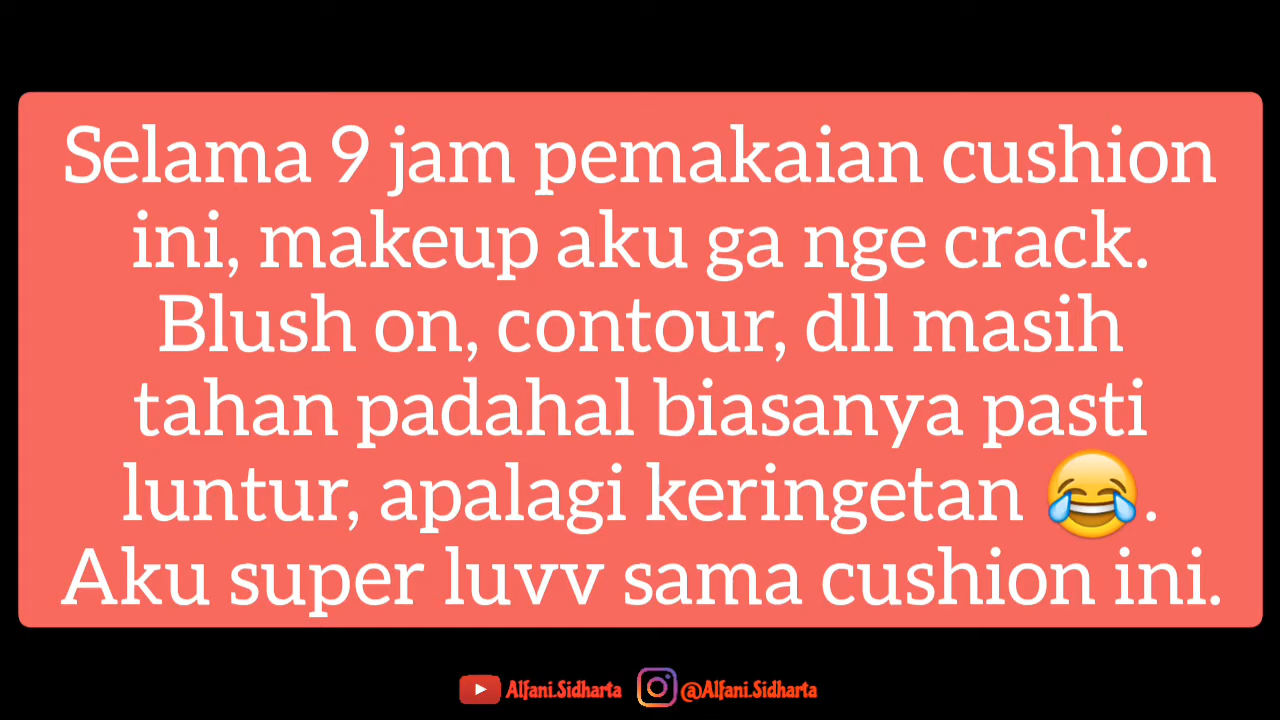 Selama 9 jam pemakaian cushion
ini, makeup aku ga nge crack.
Blush on, contour, dll masih
tahan padahal biasanya pasti
luntur, apalagi keringetan 😂.
Aku super luvv sama cushion ini.
Alfani.Sidharta @Alfani.Sidharta